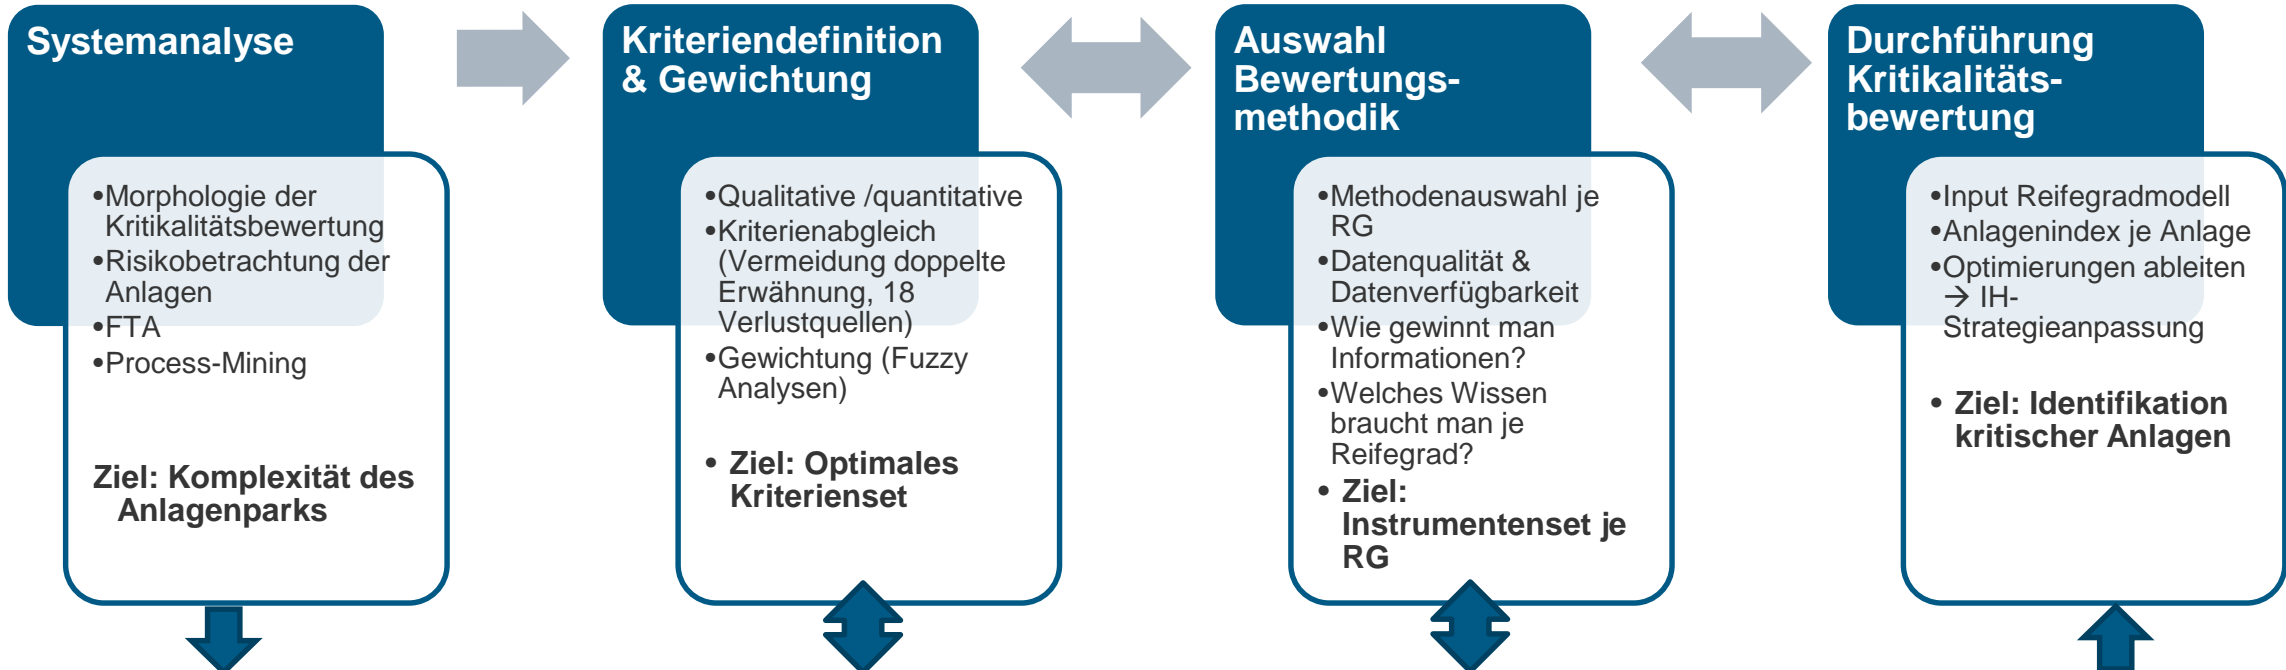 Systemanalyse
•Morphologie der
Kritikalitätsbewertung
•Risikobetrachtung der
Anlagen
•FTA
•Process-Mining
Ziel: Komplexität des
Anlagenparks
Kriteriendefinition
& Gewichtung
•Qualitative /quantitative
•Kriterienabgleich
(Vermeidung doppelte
Erwähnung, 18
Verlustquellen)
•Gewichtung (Fuzzy
Analysen)
• Ziel: Optimales
Kriterienset
Auswahl
Bewertungs-
methodik
•Methodenauswahl je
RG
•Datenqualität &
Datenverfügbarkeit
•Wie gewinnt man
Informationen?
•Welches Wissen
braucht man je
Reifegrad?
• Ziel:
Instrumentenset je
RG
Durchführung
Kritikalitäts-
bewertung
•Input Reifegradmodell
•Anlagenindex je Anlage
•Optimierungen ableiten
→ IH-
Strategieanpassung
• Ziel: Identifikation
kritischer Anlagen